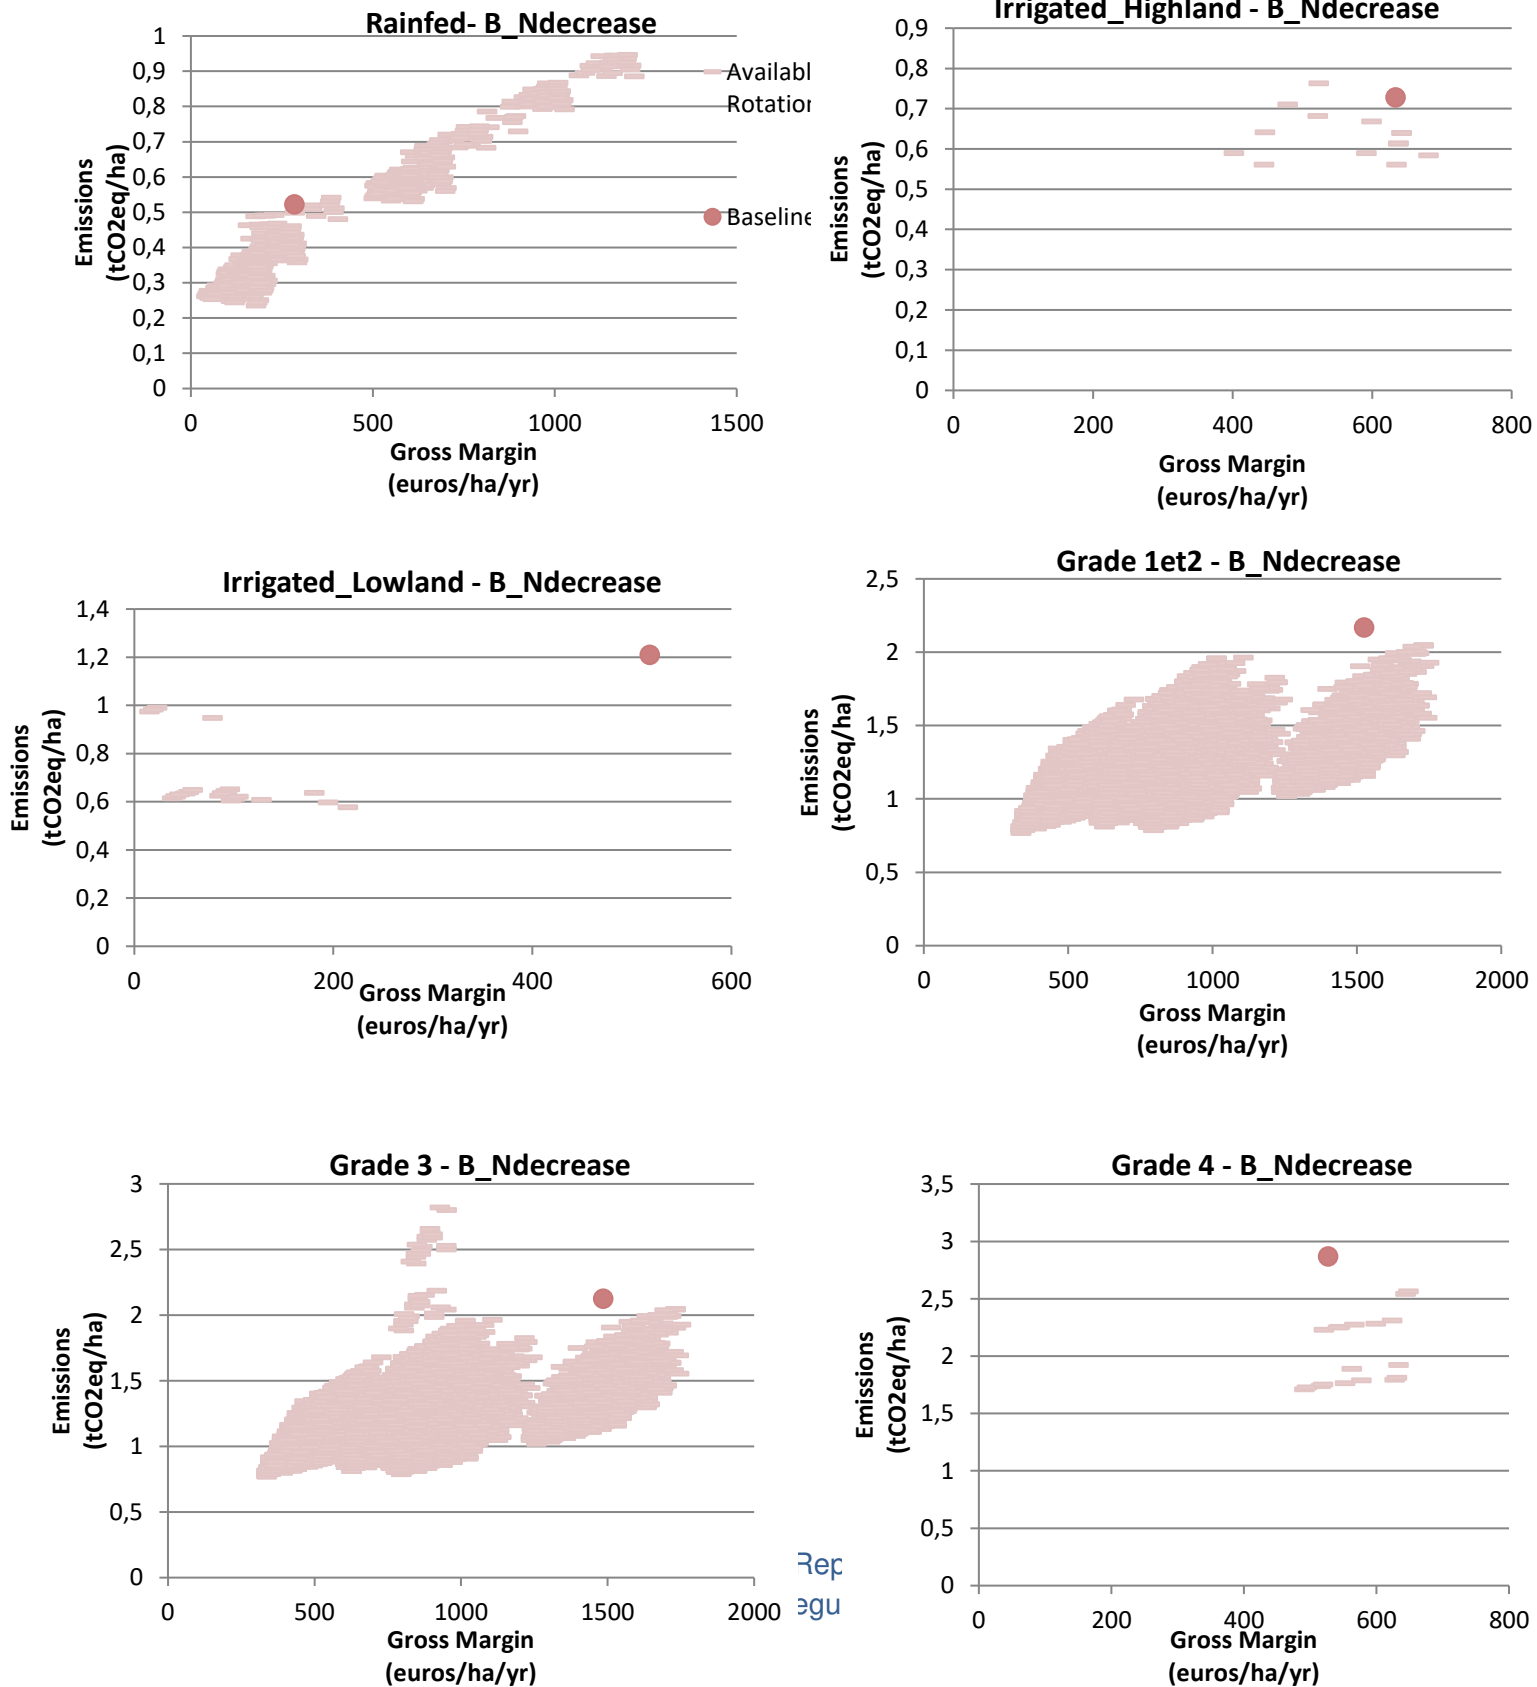 Rainfed- B_Ndecrease
1
0,9
0,8
0,7
0,6
0,5
0,4
0,3
0,2
0,1
0
0 500 1000 1500
Emissions
(tCO2eq/ha)
Gross Margin
(euros/ha/yr)
Availabl
Rotation
Baseline
Irrigated_Highland - B_Ndecrease
0,9
0,8
0,7
0,6
0,5
0,4
0,3
0,2
0,1
0
0 200 400 600 800
Emissions
(tCO2eq/ha)
Gross Margin
(euros/ha/yr)
Irrigated_Lowland - B_Ndecrease
1,4
1,2
1
0,8
0,6
0,4
0,2
0
0 200 400 600
Emissions
(tCO2eq/ha)
Gross Margin
(euros/ha/yr)
Grade 1et2 - B_Ndecrease
2,5
2
1,5
1
0,5
0
0 500 1000 1500 2000
Emissions
(tCO2eq/ha)
Gross Margin
(euros/ha/yr)
Grade 3 - B_Ndecrease
3
2,5
2
1,5
1
0,5
0
0 500 1000 1500 2000
Emissions
(tCO2eq/ha)
Gross Margin
(euros/ha/yr)
Rep
egu
Grade 4 - B_Ndecrease
3,5
3
2,5
2
1,5
1
0,5
0
0 200 400 600 800
Emissions
(tCO2eq/ha)
Gross Margin
(euros/ha/yr)